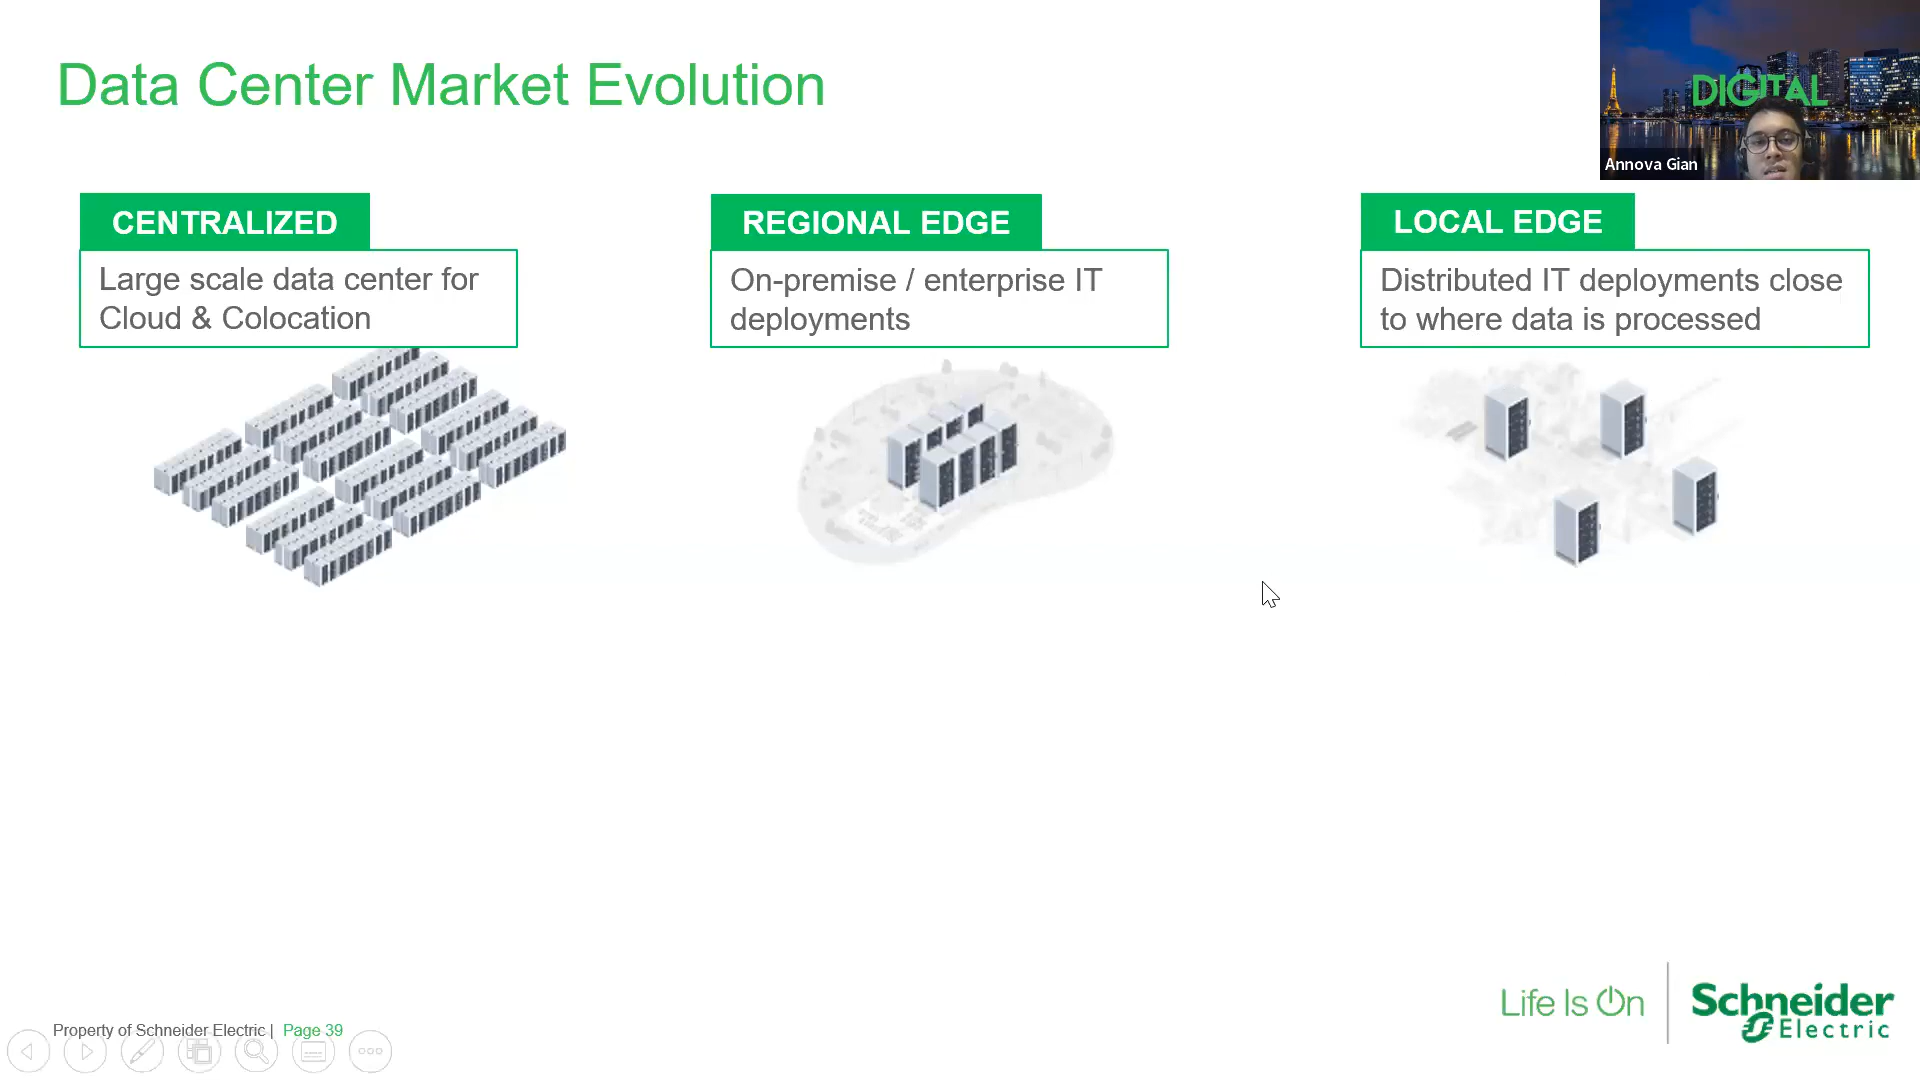 Data Center Market Evolution
DIGITAL
Annova Gian
CENTRALIZED
Large scale data center for
Cloud & Colocation
REGIONAL EDGE
On-premise / enterprise IT
deployments
LOCAL EDGE
Distributed IT deployments close
to where data is processed
Life Is On
Schneider
Electric
Property of Schneider Electric | Page 39